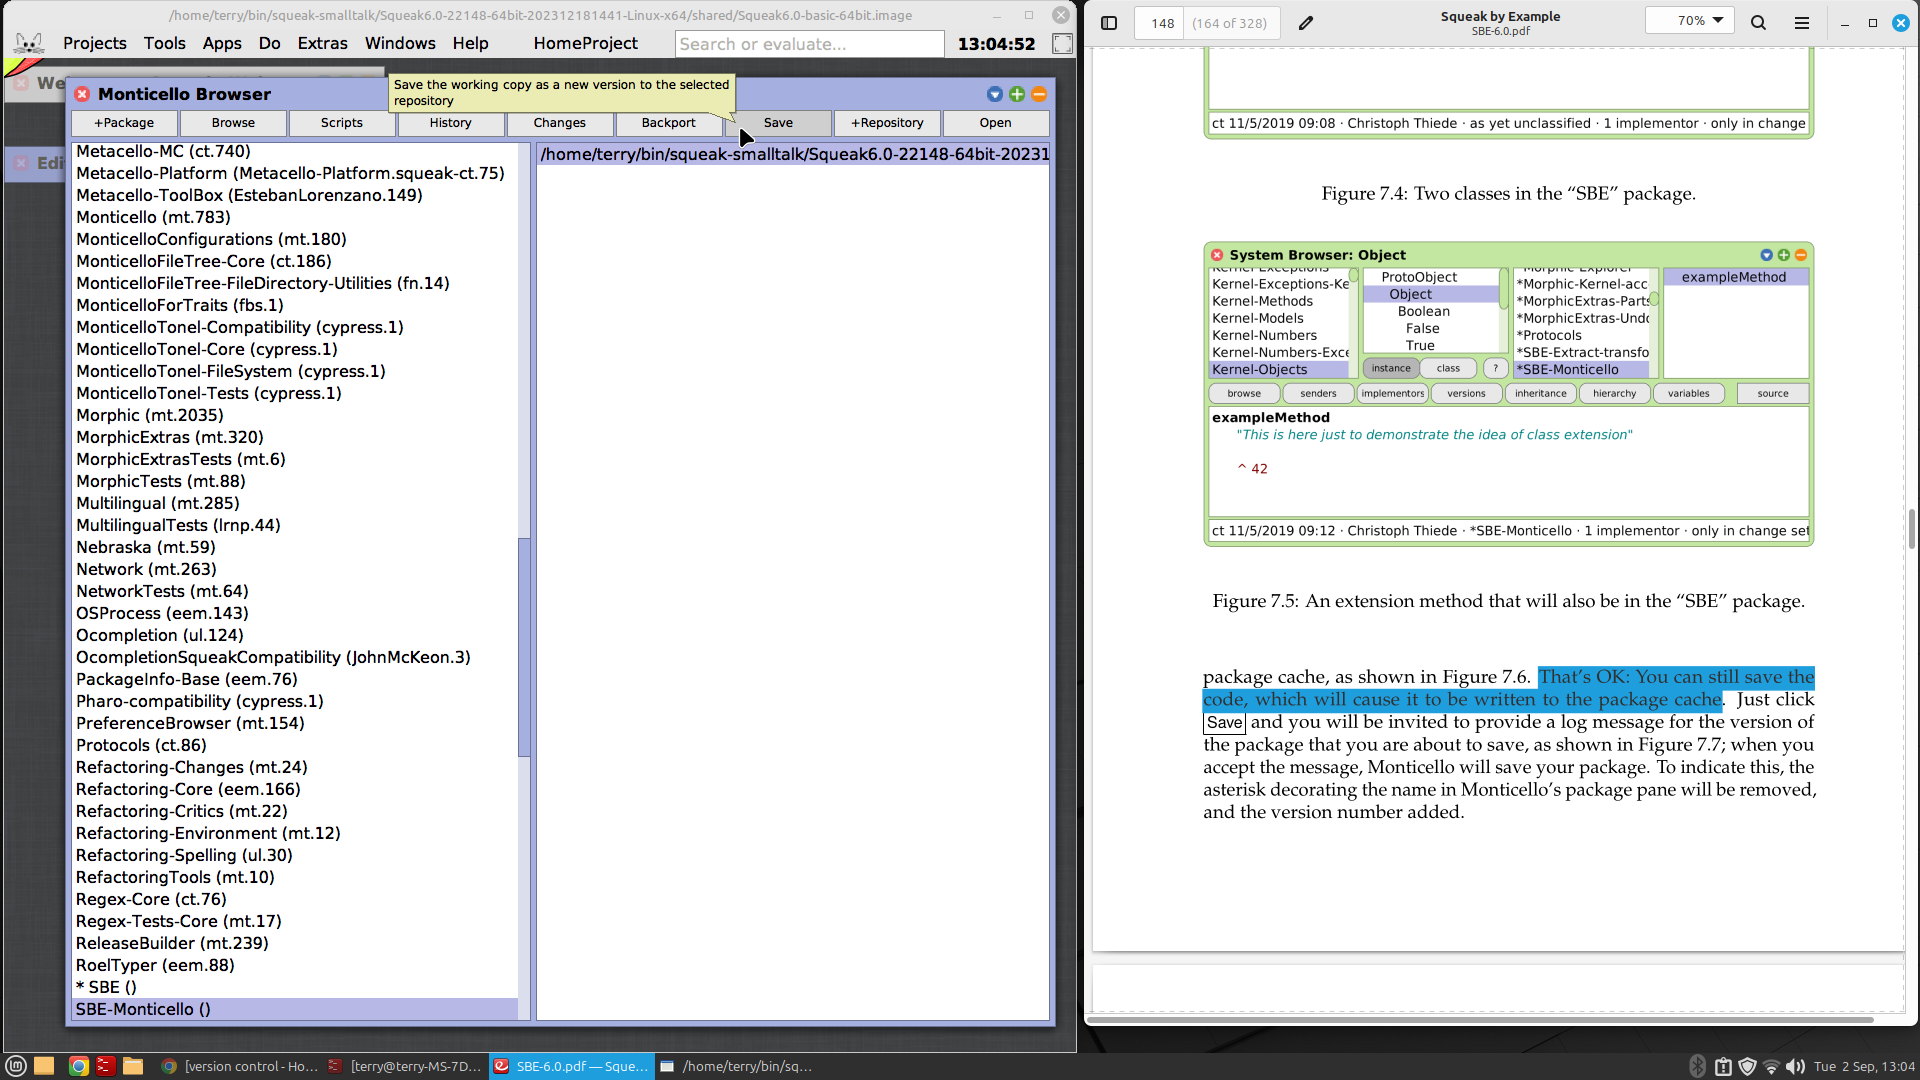 /home/terry/bin/squeak-smalltalk/Squeak6.0-22148-64bit-202312181441-Linux-x64/shared/Squeak6.0-basic-64bit.image
Projects Tools Apps Do Extras Windows Help HomeProject Search or evaluate... 13:04:52
We
Edi
Monticello Browser
Save the working copy as a new version to the selected
repository
+Package Browse Scripts History Changes Backport Save +Repository Open
Metacello-MC (ct.740)
Metacello-Platform (Metacello-Platform.squeak-ct.75)
Metacello-ToolBox (EstebanLorenzano.149)
Monticello (mt.783)
MonticelloConfigurations (mt.180)
MonticelloFileTree-Core (ct.186)
MonticelloFileTree-FileDirectory-Utilities (fn.14)
MonticelloForTraits (fbs.1)
MonticelloTonel-Compatibility (cypress.1)
MonticelloTonel-Core (cypress.1)
MonticelloTonel-FileSystem (cypress.1)
MonticelloTonel-Tests (cypress.1)
Morphic (mt.2035)
MorphicExtras (mt.320)
MorphicExtrasTests (mt.6)
MorphicTests (mt.88)
Multilingual (mt.285)
MultilingualTests (lrnp.44)
Nebraska (mt.59)
Network (mt.263)
NetworkTests (mt.64)
OSProcess (eem.143)
Ocompletion (ul.124)
OcompletionSqueakCompatibility (JohnMcKeon.3)
PackageInfo-Base (eem.76)
Pharo-compatibility (cypress.1)
PreferenceBrowser (mt.154)
Protocols (ct.86)
Refactoring-Changes (mt.24)
Refactoring-Core (eem.166)
Refactoring-Critics (mt.22)
Refactoring-Environment (mt.12)
Refactoring-Spelling (ul.30)
RefactoringTools (mt.10)
Regex-Core (ct.76)
Regex-Tests-Core (mt.17)
ReleaseBuilder (mt.239)
RoelTyper (eem.88)
* SBE ()
SBE-Monticello ()
/home/terry/bin/squeak-smalltalk/Squeak6.0-22148-64bit-20231
148 (164 of 328) Squeak by Example 70%
SBE-6.0.pdf
ct 11/5/2019 09:08 · Christoph Thiede · as yet unclassified · 1 implementor · only in change
Figure 7.4: Two classes in the “SBE” package.
System Browser: Object
Kernel-Exceptions
Kernel-Exceptions-Ke
Kernel-Methods
Kernel-Models
Kernel-Numbers
Kernel-Numbers-Exce
Kernel-Objects
ProtoObject
Object
Boolean
False
True
instance class ?
*Morphic-Explorer
*Morphic-Kernel-acc
*MorphicExtras-Parts
*MorphicExtras-Undo
*Protocols
*SBE-Extract-transfo
*SBE-Monticello
exampleMethod
browse senders implementors versions inheritance hierarchy variables source
exampleMethod
"This is here just to demonstrate the idea of class extension"
^ 42
ct 11/5/2019 09:12 · Christoph Thiede · *SBE-Monticello · 1 implementor · only in change set
Figure 7.5: An extension method that will also be in the “SBE” package.
package cache, as shown in Figure 7.6. That’s OK: You can still save the
code, which will cause it to be written to the package cache. Just click
Save and you will be invited to provide a log message for the version of
the package that you are about to save, as shown in Figure 7.7; when you
accept the message, Monticello will save your package. To indicate this, the
asterisk decorating the name in Monticello’s package pane will be removed,
and the version number added.
[version control - Ho... [terry@terry-MS-7D... SBE-6.0.pdf — Sque... /home/terry/bin/sq... Tue 2 Sep, 13:04